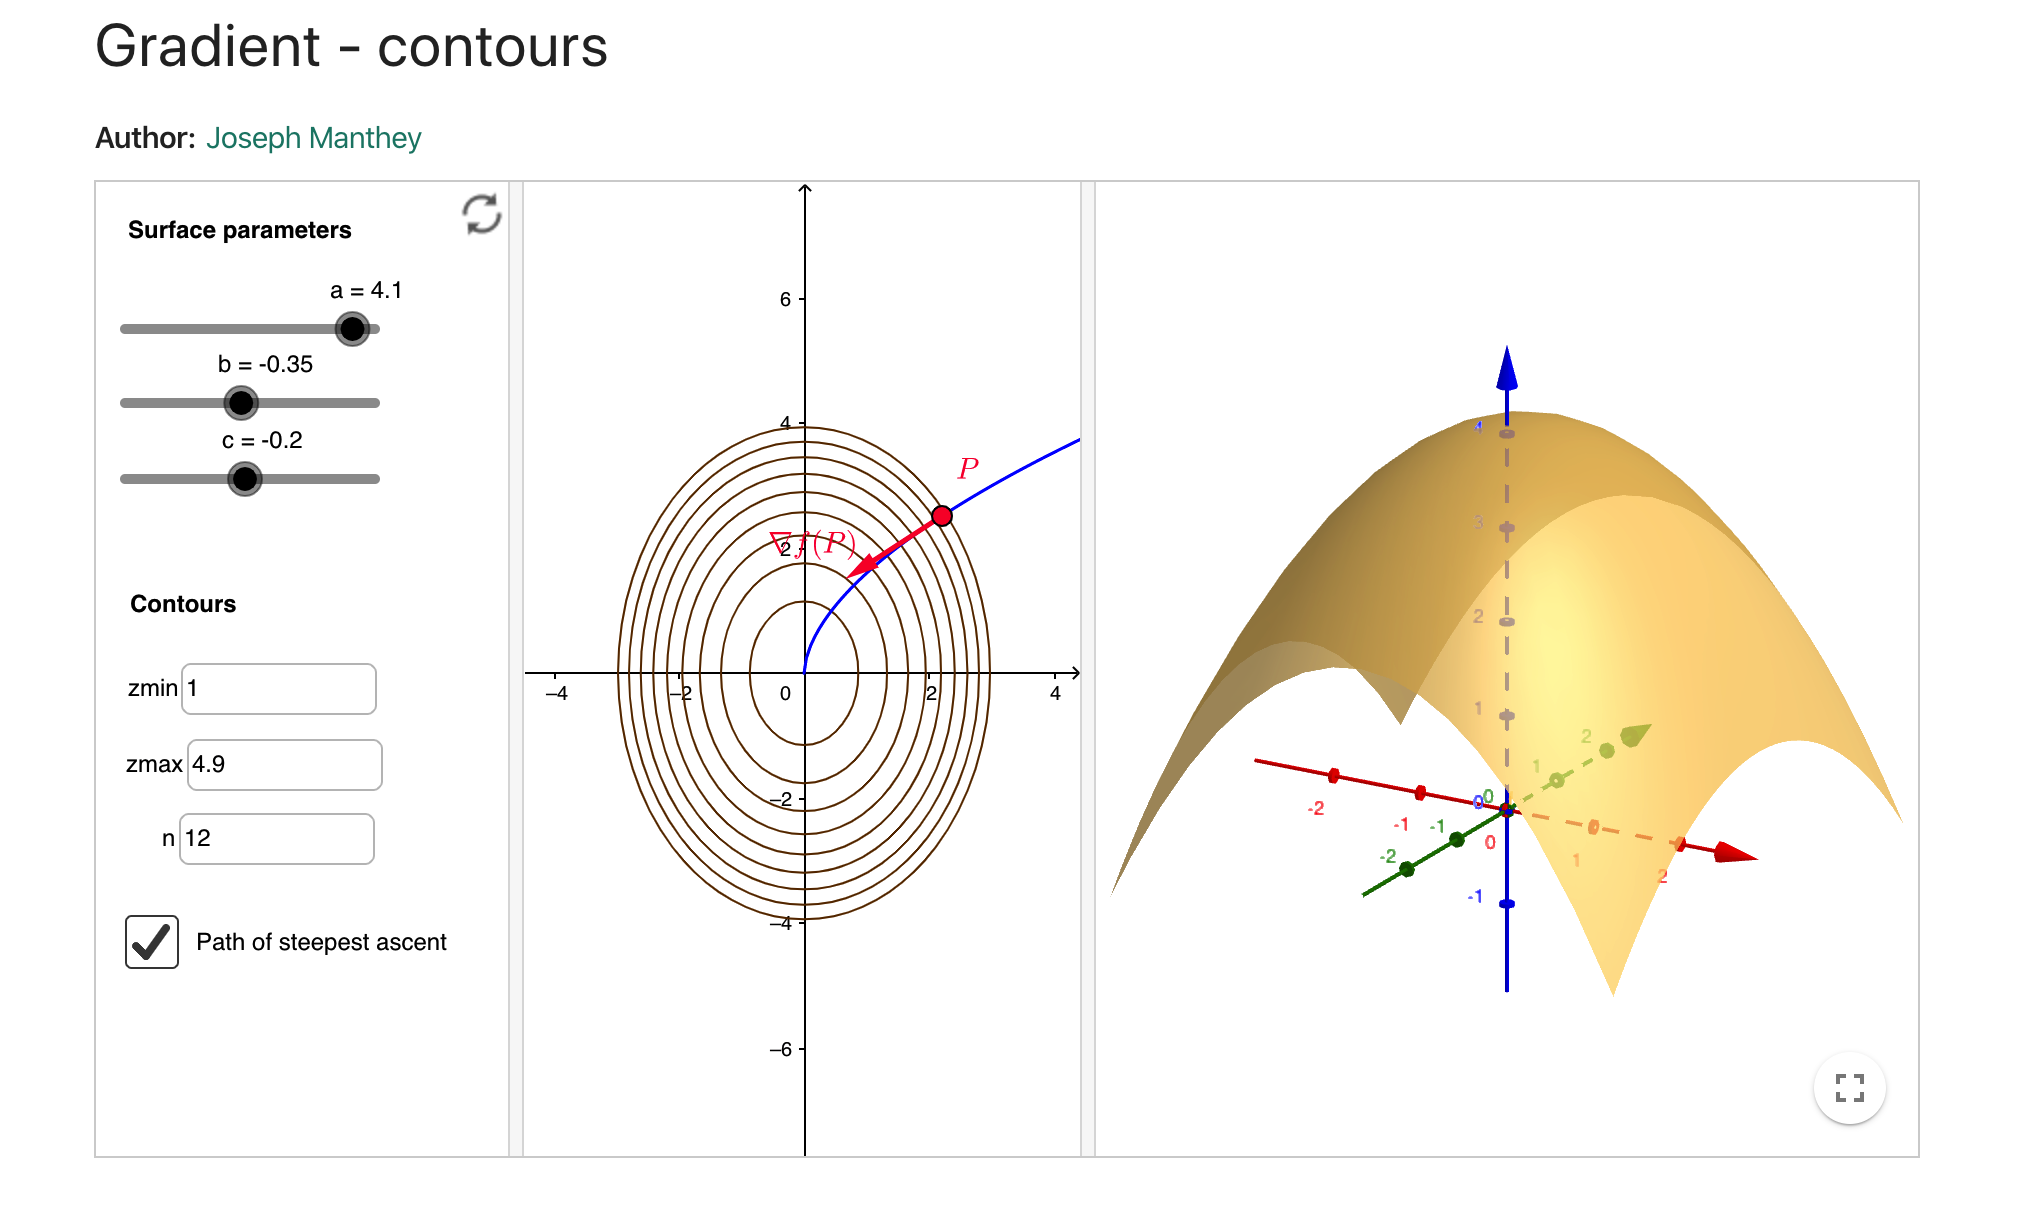 Gradient - contours
Author: Joseph Manthey
Surface parameters
a = 4.1
b = -0.35
c = -0.2
Contours
zmin 1
zmax 4.9
n 12
Path of steepest ascent
6
4
P
∇f(P)
2
–4
–2
0
2
4
–2
–4
–6
4
3
2
1
2
1
0
0
-2
-1
-1
0
-2
1
2
-1